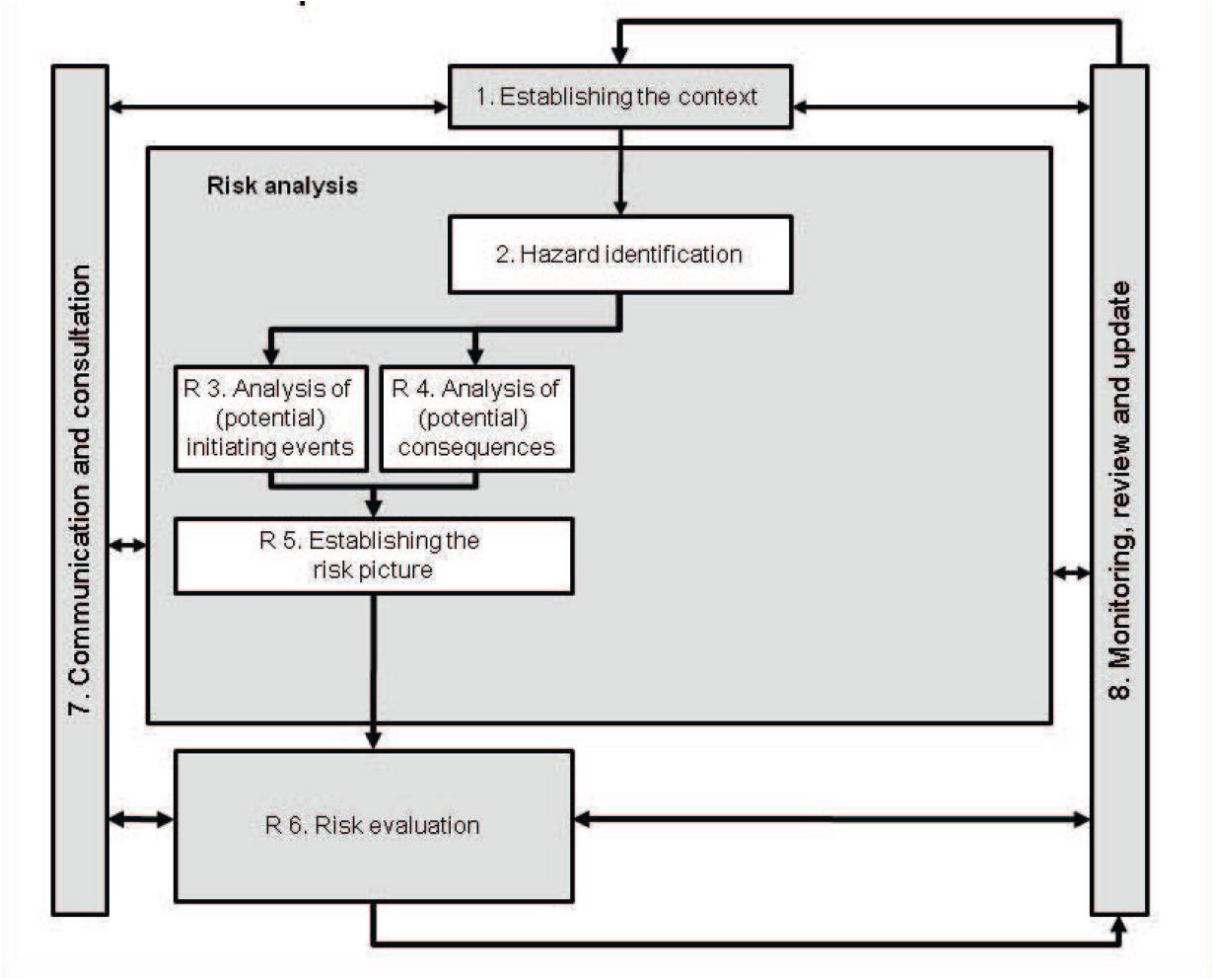 1. Establishing the context
Risk analysis
2. Hazard identification
R 3. Analysis of
(potential)
initiating events
R 4. Analysis of
(potential)
consequences
R 5. Establishing the
risk picture
R 6. Risk evaluation
7. Communication and consultation
8. Monitoring, review and update